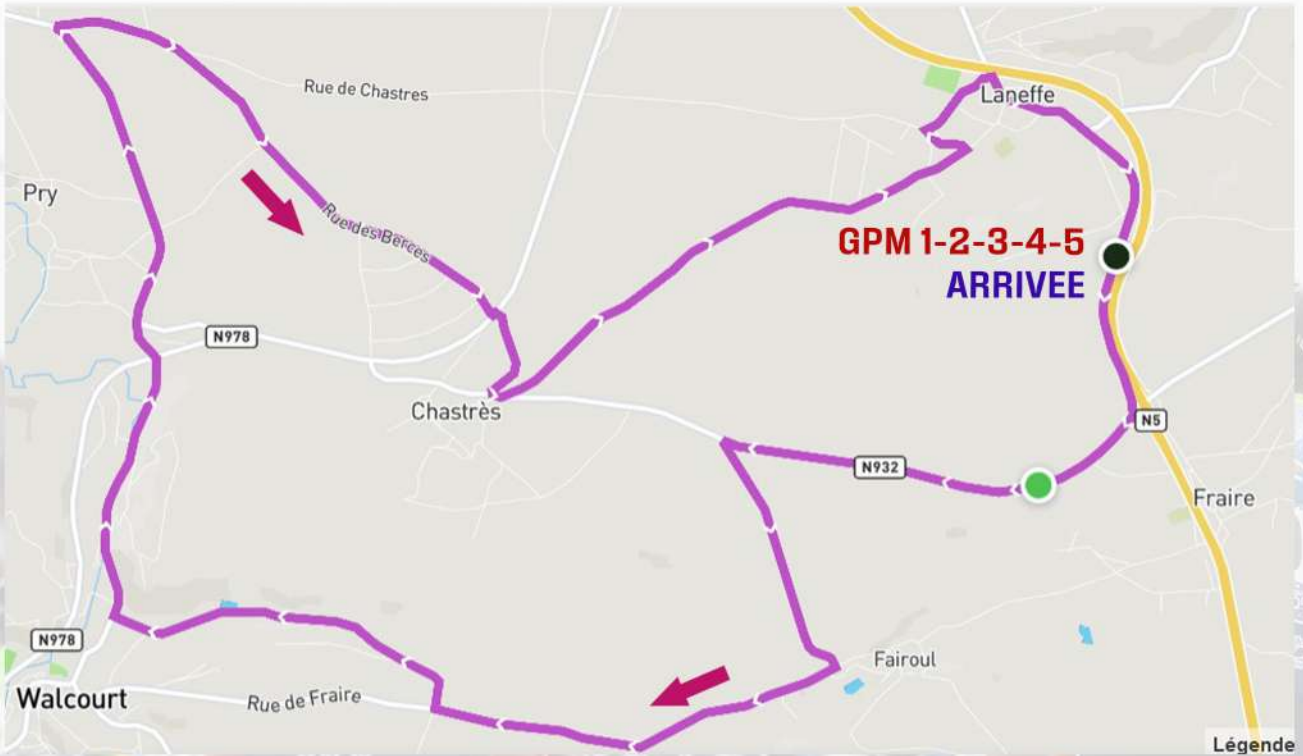 Rue de Chastres
Laneffe
Pry
Rue des Berces
GPM 1-2-3-4-5
ARRIVEE
N978
Chastrès
N5
N932
Fraire
N978
Fairoul
Walcourt
Rue de Fraire
Légende